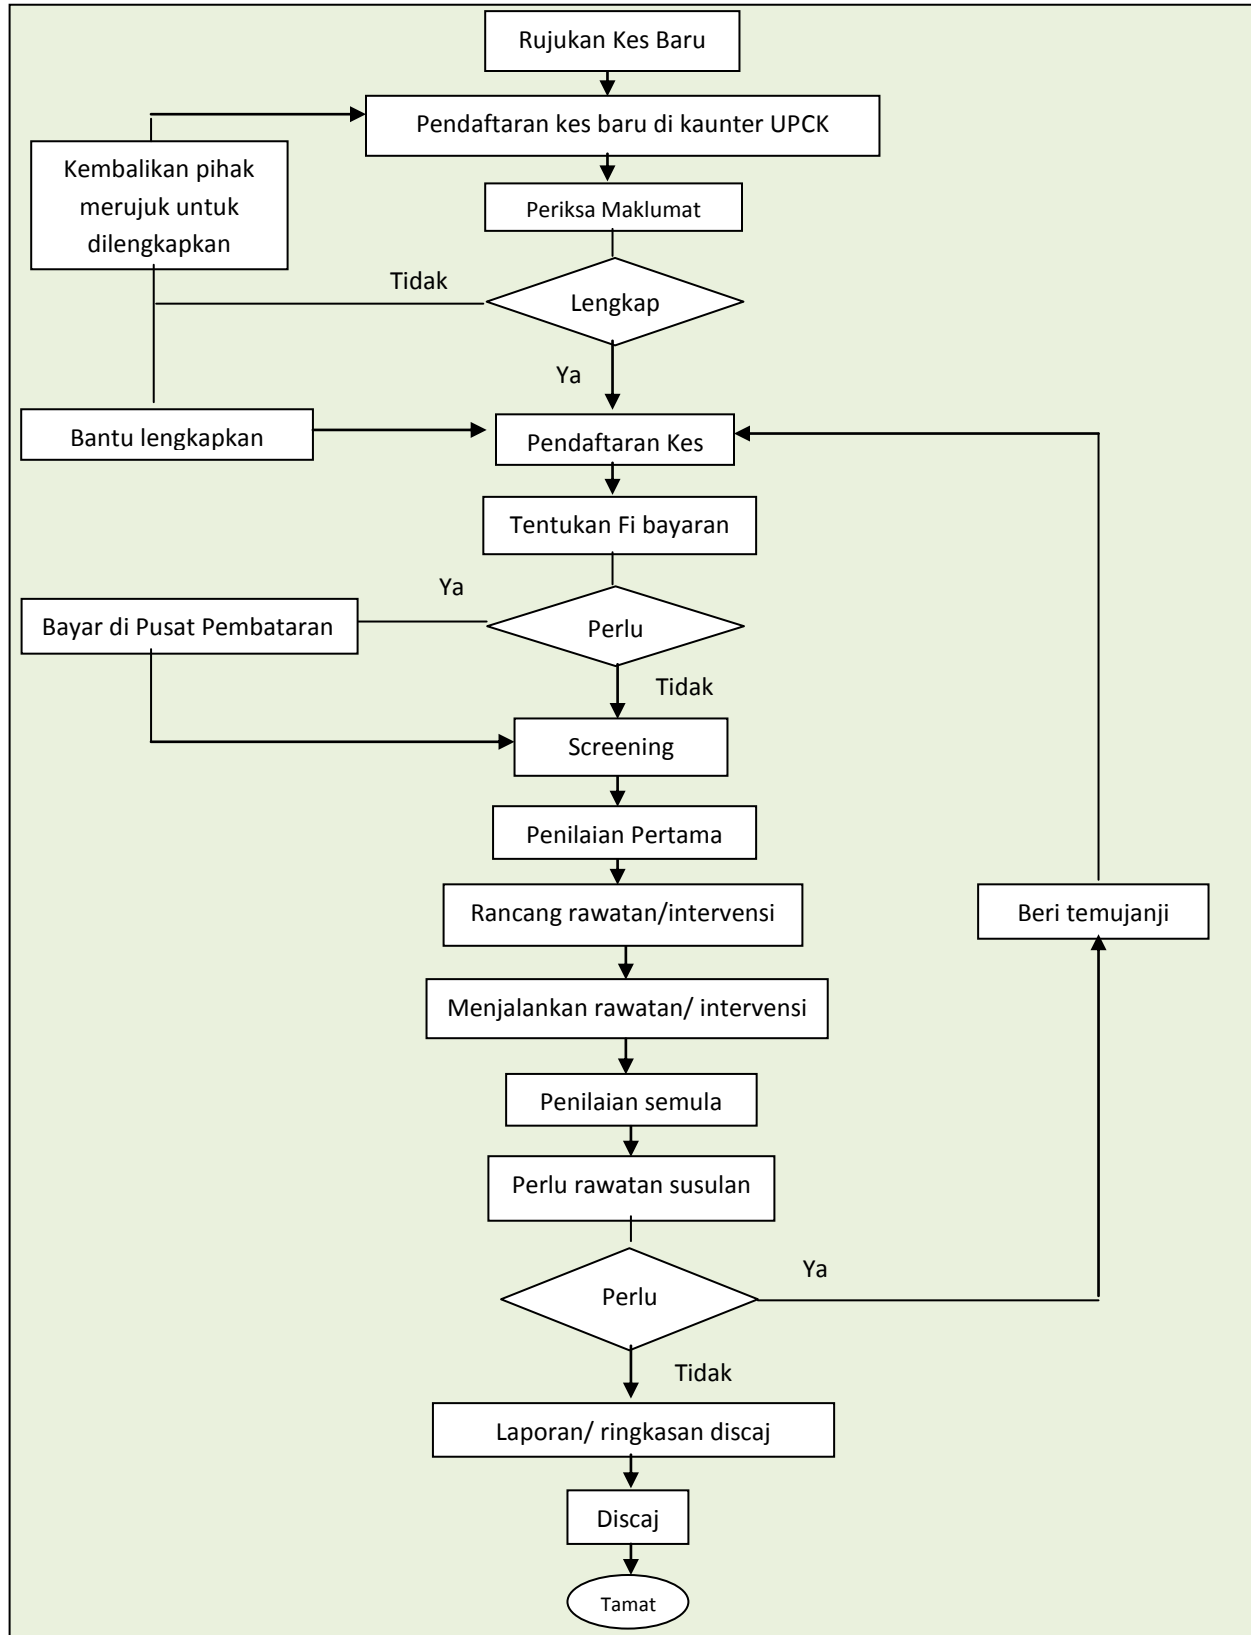 Rujukan Kes Baru
Pendaftaran kes baru di kaunter UPCK
Kembalikan pihak
merujuk untuk
dilengkapkan
Periksa Maklumat
Tidak
Lengkap
Ya
Bantu lengkapkan
Pendaftaran Kes
Tentukan Fi bayaran
Ya
Bayar di Pusat Pembataran
Perlu
Tidak
Screening
Penilaian Pertama
Rancang rawatan/intervensi
Beri temujanji
Menjalankan rawatan/ intervensi
Penilaian semula
Perlu rawatan susulan
Ya
Perlu
Tidak
Laporan/ ringkasan discaj
Discaj
Tamat